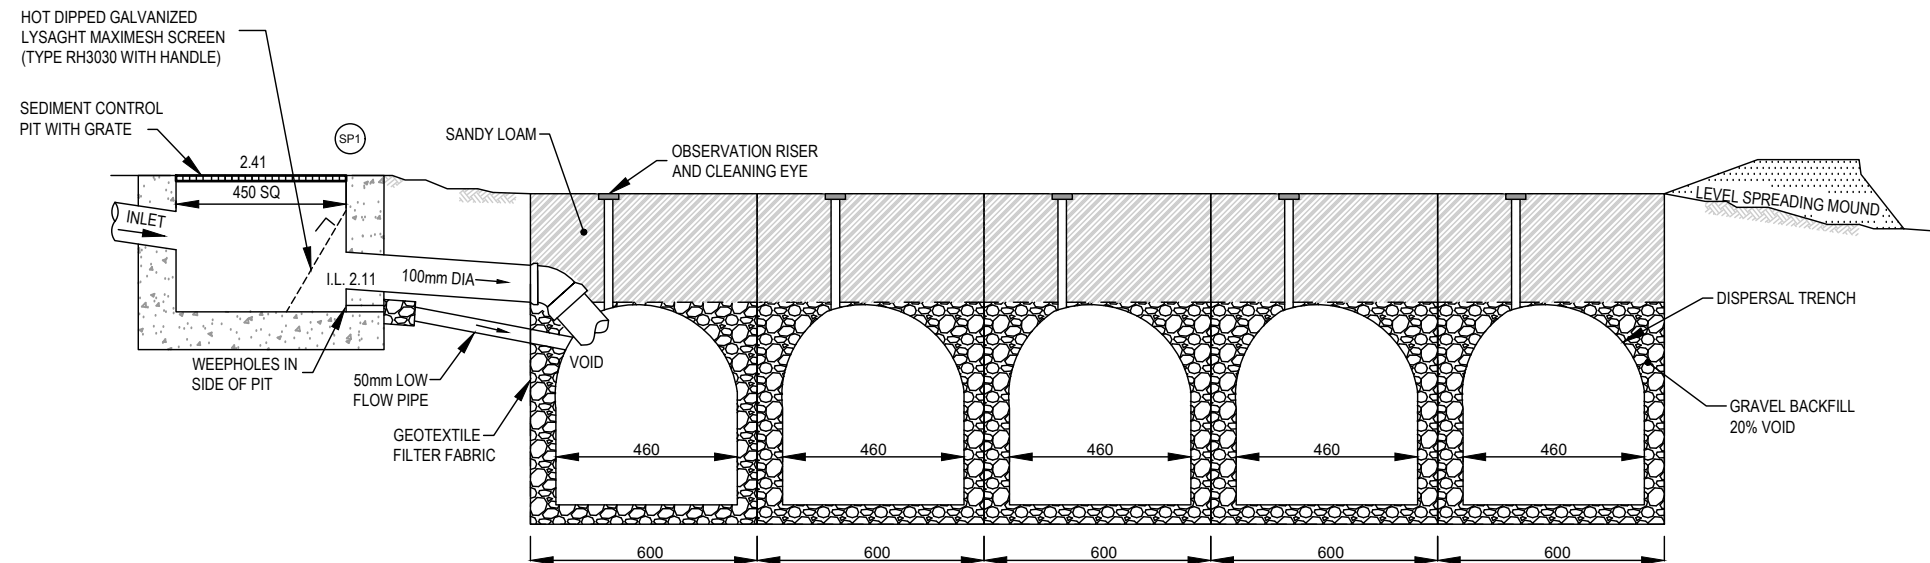 HOT DIPPED GALVANIZED
LYSAGHT MAXIMESH SCREEN
(TYPE RH3030 WITH HANDLE)
SEDIMENT CONTROL
PIT WITH GRATE
SP1
2.41
450 SQ
INLET
SANDY LOAM
OBSERVATION RISER
AND CLEANING EYE
LEVEL SPREADING MOUND
I.L. 2.11
100mm DIA
DISPERSAL TRENCH
WEEPHOLES IN
SIDE OF PIT
50mm LOW
FLOW PIPE
VOID
GEOTEXTILE
FILTER FABRIC
GRAVEL BACKFILL
20% VOID
460
460
460
460
460
600
600
600
600
600